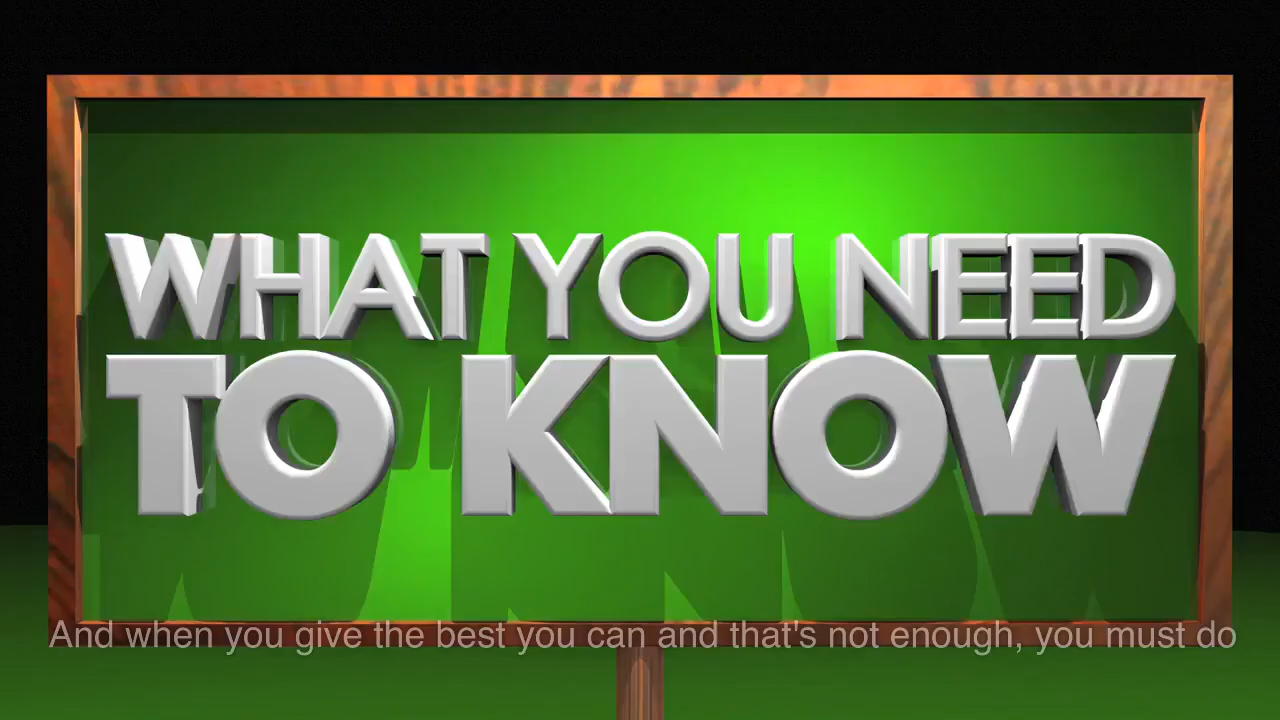 WHAT YOU NEED
TO KNOW
And when you give the best you can and that's not enough, you must do